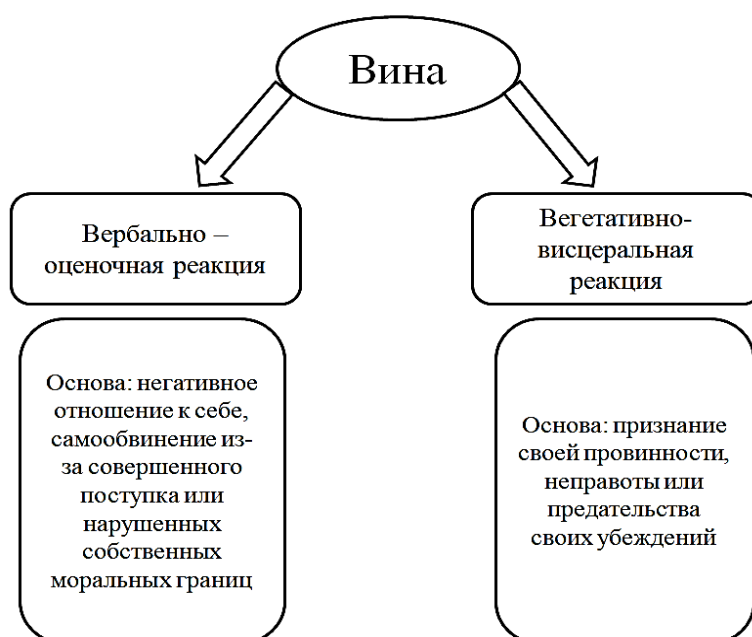 Вина
Вербально –
оценочная реакция
Вегетативно-
висцеральная
реакция
Основа: негативное
отношение к себе,
самообвинение из-
за совершенного
поступка или
нарушенных
собственных
моральных границ
Основа: признание
своей провинности,
неправоты или
предательства
своих убеждений